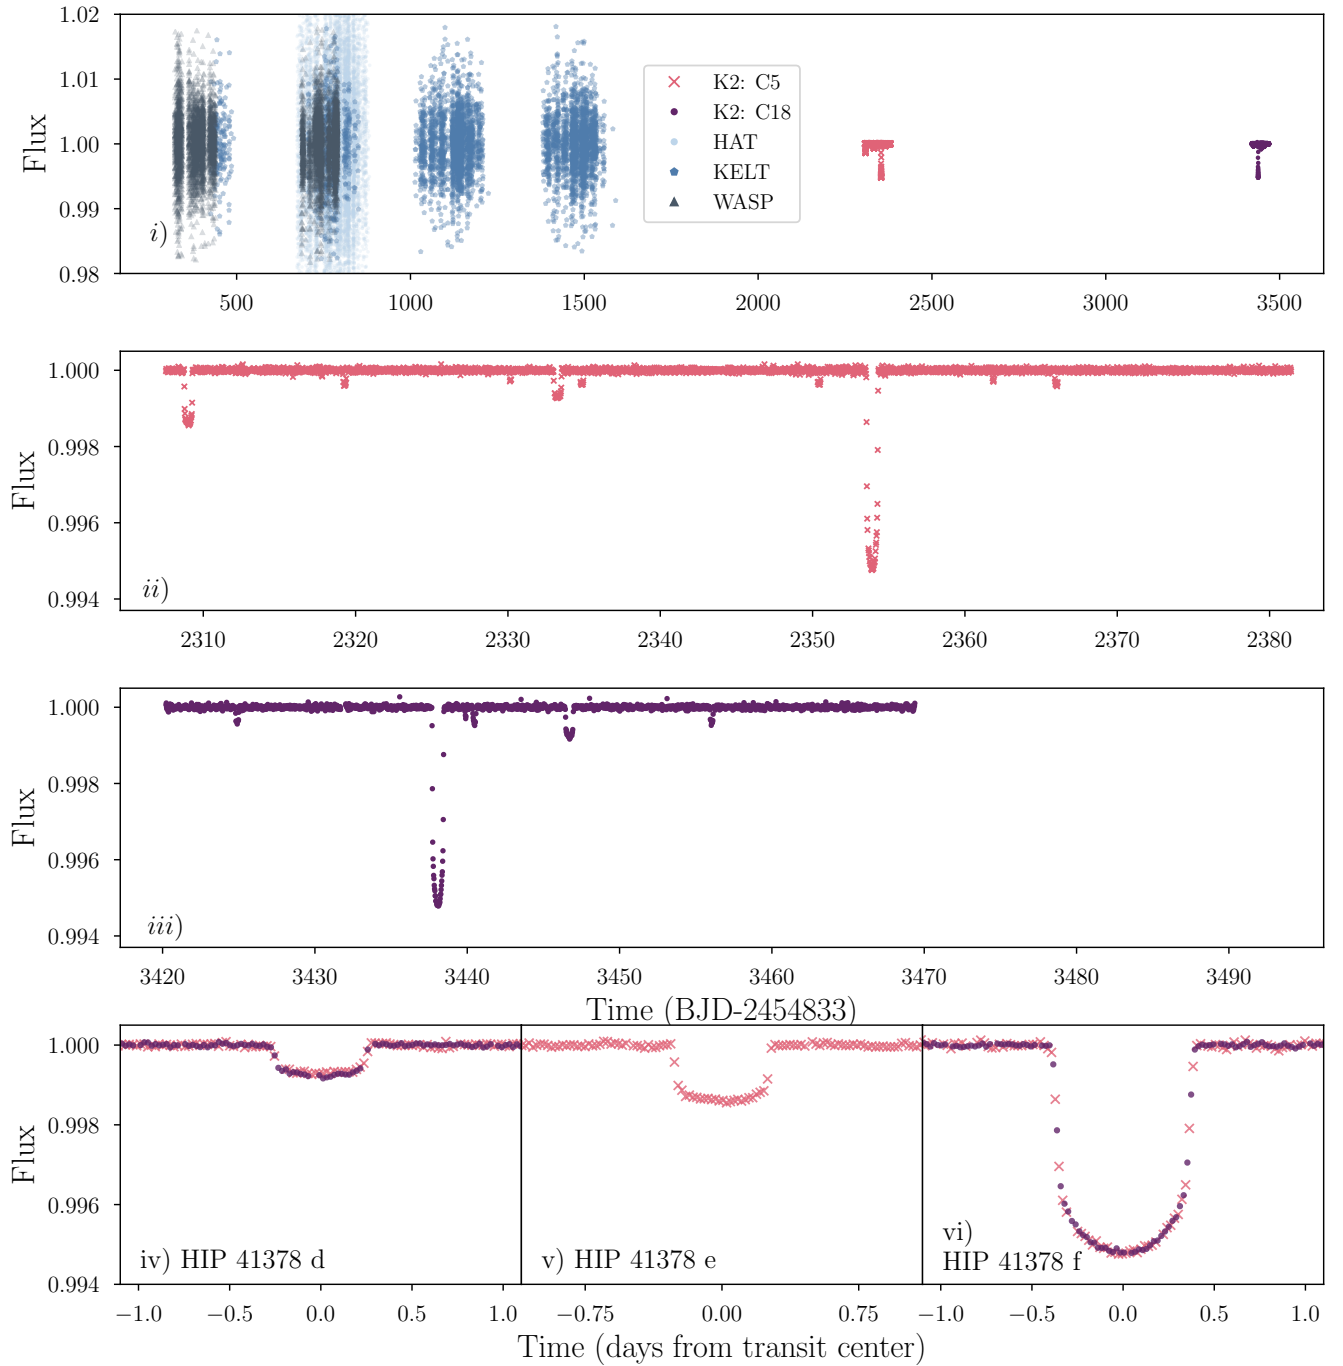 1.02
1.01
1.00
0.99
0.98
Flux
i)
K2: C5
K2: C18
HAT
KELT
WASP
500 1000 1500 2000 2500 3000 3500
1.000
0.998
0.996
0.994
Flux
ii)
2310 2320 2330 2340 2350 2360 2370 2380
1.000
0.998
0.996
0.994
Flux
iii)
3420 3430 3440 3450 3460 3470 3480 3490
Time (BJD-2454833)
1.000
0.998
0.996
0.994
Flux
iv) HIP 41378 d
v) HIP 41378 e
vi)
HIP 41378 f
−1.0 −0.5 0.0 0.5 1.0 −0.75 0.00 0.75 −1.0 −0.5 0.0 0.5 1.0
Time (days from transit center)